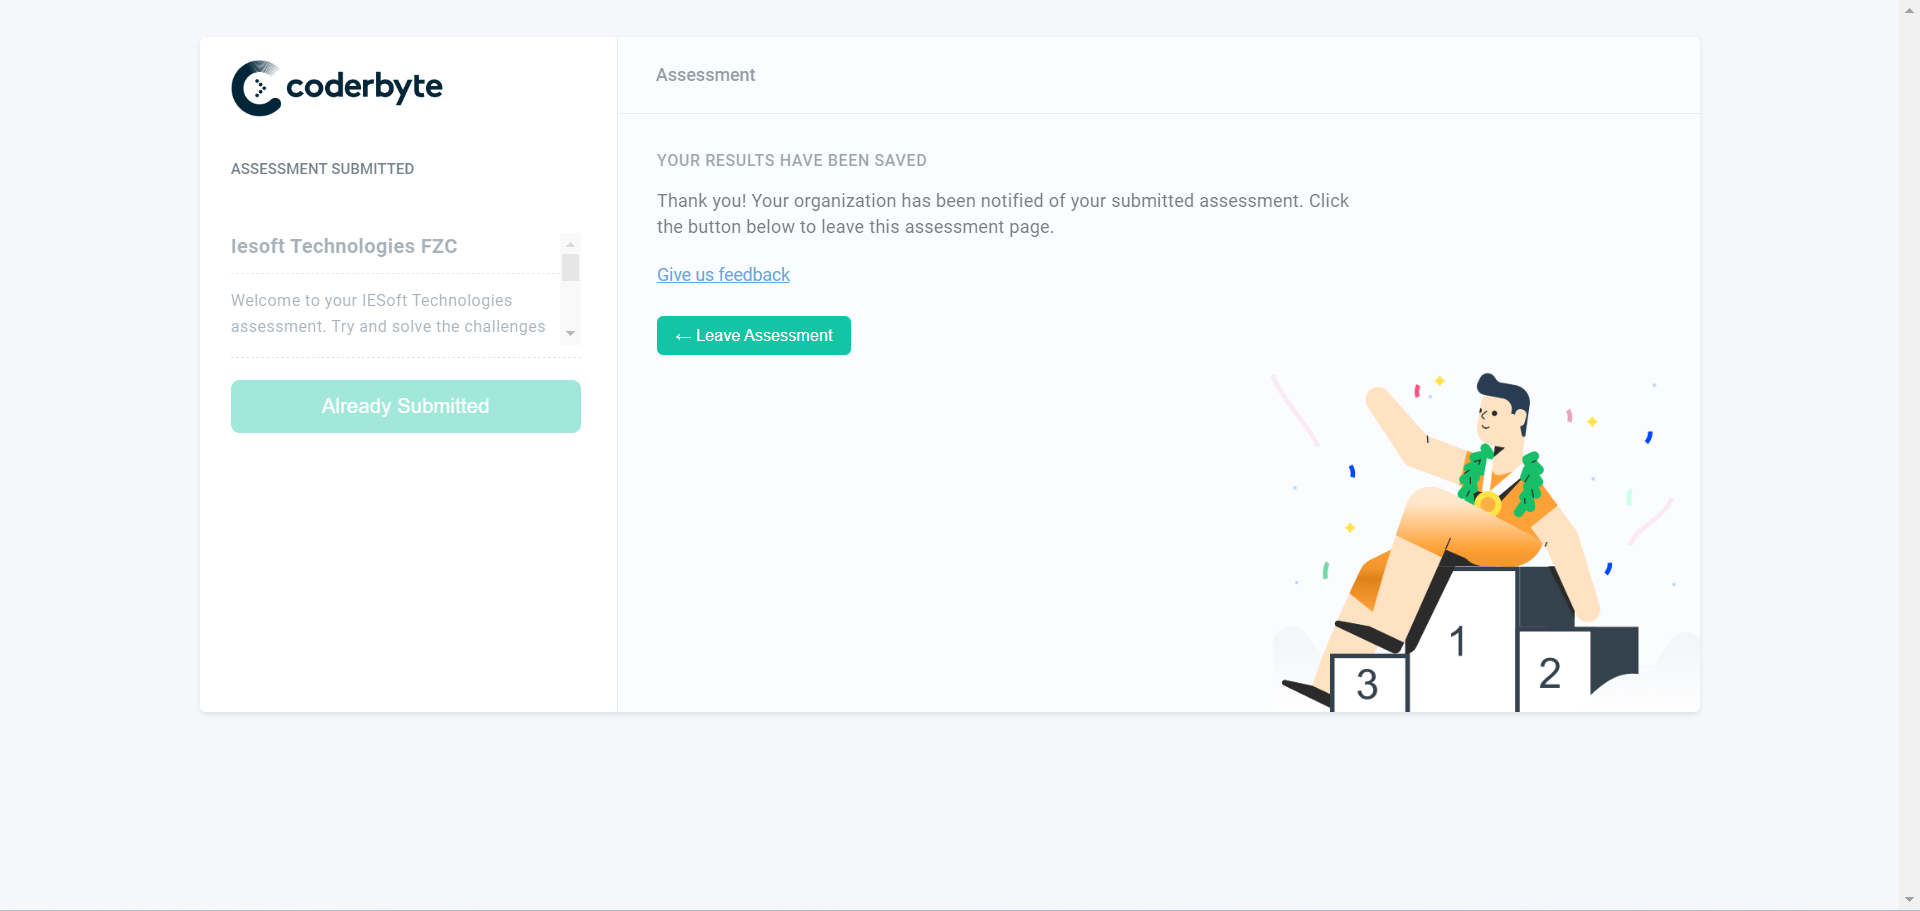 coderbyte
ASSESSMENT SUBMITTED
Iesoft Technologies FZC
Welcome to your IESoft Technologies
assessment. Try and solve the challenges
Already Submitted
Assessment
YOUR RESULTS HAVE BEEN SAVED
Thank you! Your organization has been notified of your submitted assessment. Click
the button below to leave this assessment page.
Give us feedback
← Leave Assessment
1
2
3